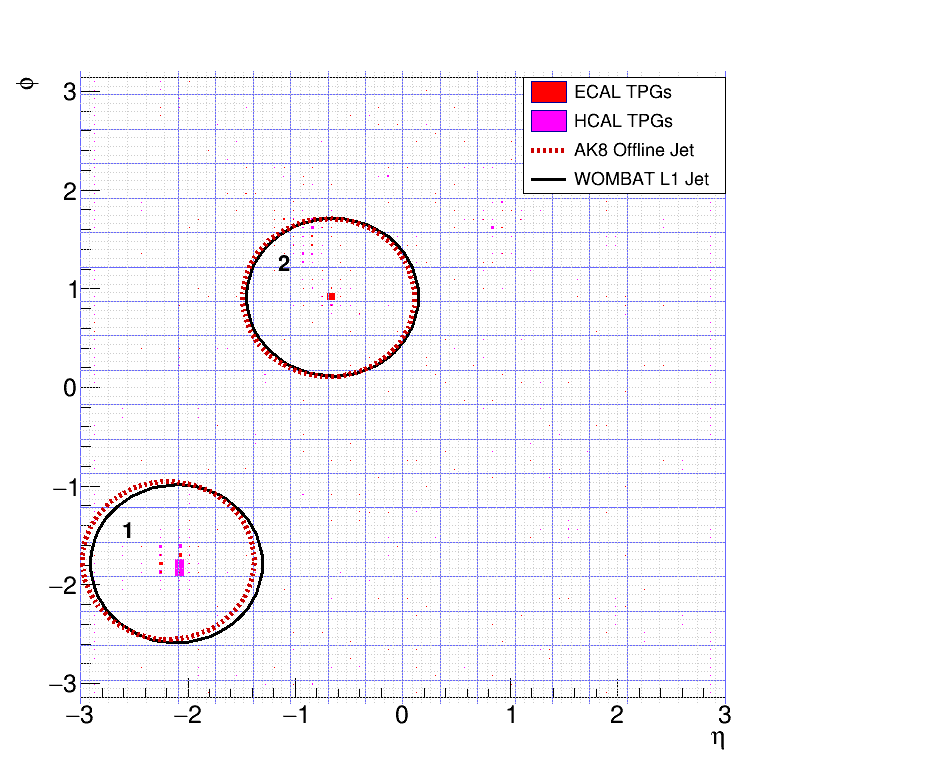 ϕ
3
2
1
0
−1
−2
−3
ECAL TPGs
HCAL TPGs
AK8 Offline Jet
WOMBAT L1 Jet
2
1
−3 −2 −1 0 1 2 3
η